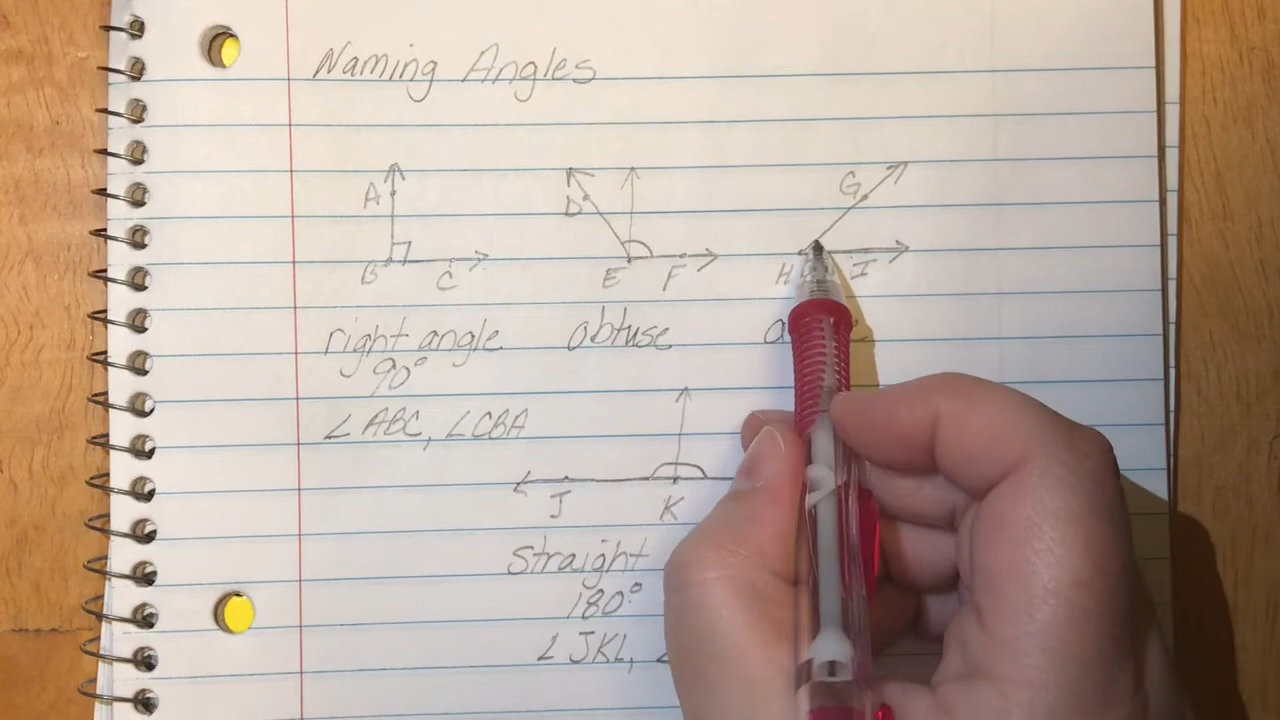 Naming Angles
A D G
B C E F H I
right angle obtuse
90°
∠ABC, ∠CBA
J K
straight
180°
∠JKL,